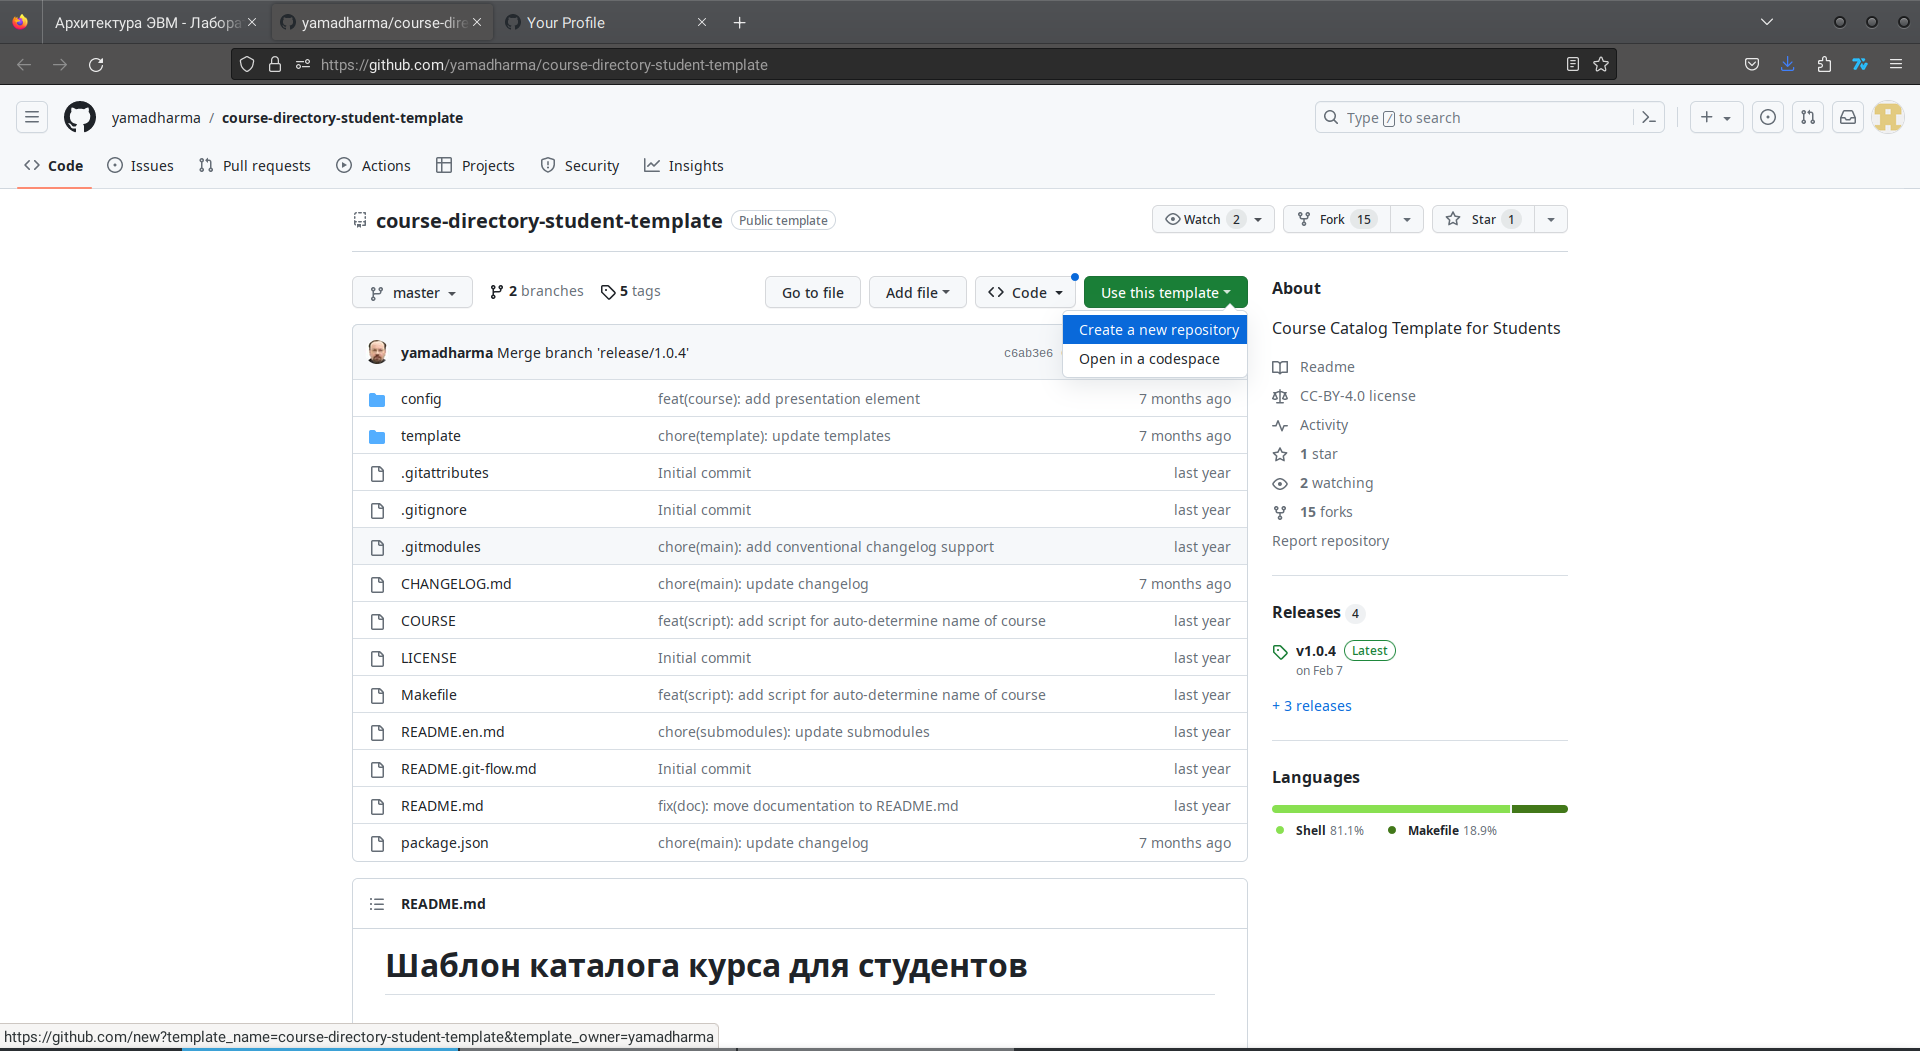 Архитектура ЭВМ - Лабора
yamadharma/course-dire
Your Profile
https://github.com/yamadharma/course-directory-student-template
yamadharma / course-directory-student-template
Type / to search
Code
Issues
Pull requests
Actions
Projects
Security
Insights
course-directory-student-template
Public template
Watch 2
Fork 15
Star 1
master
2 branches
5 tags
Go to file
Add file
Code
Use this template
Create a new repository
Open in a codespace
yamadharma Merge branch 'release/1.0.4'
c6ab3e6
config feat(course): add presentation element 7 months ago
template chore(template): update templates 7 months ago
.gitattributes Initial commit last year
.gitignore Initial commit last year
.gitmodules chore(main): add conventional changelog support last year
CHANGELOG.md chore(main): update changelog 7 months ago
COURSE feat(script): add script for auto-determine name of course last year
LICENSE Initial commit last year
Makefile feat(script): add script for auto-determine name of course last year
README.en.md chore(submodules): update submodules last year
README.git-flow.md Initial commit last year
README.md fix(doc): move documentation to README.md last year
package.json chore(main): update changelog 7 months ago
README.md
Шаблон каталога курса для студентов
About
Course Catalog Template for Students
Readme
CC-BY-4.0 license
Activity
1 star
2 watching
15 forks
Report repository
Releases 4
v1.0.4 Latest
on Feb 7
+ 3 releases
Languages
Shell 81.1% Makefile 18.9%
https://github.com/new?template_name=course-directory-student-template&template_owner=yamadharma